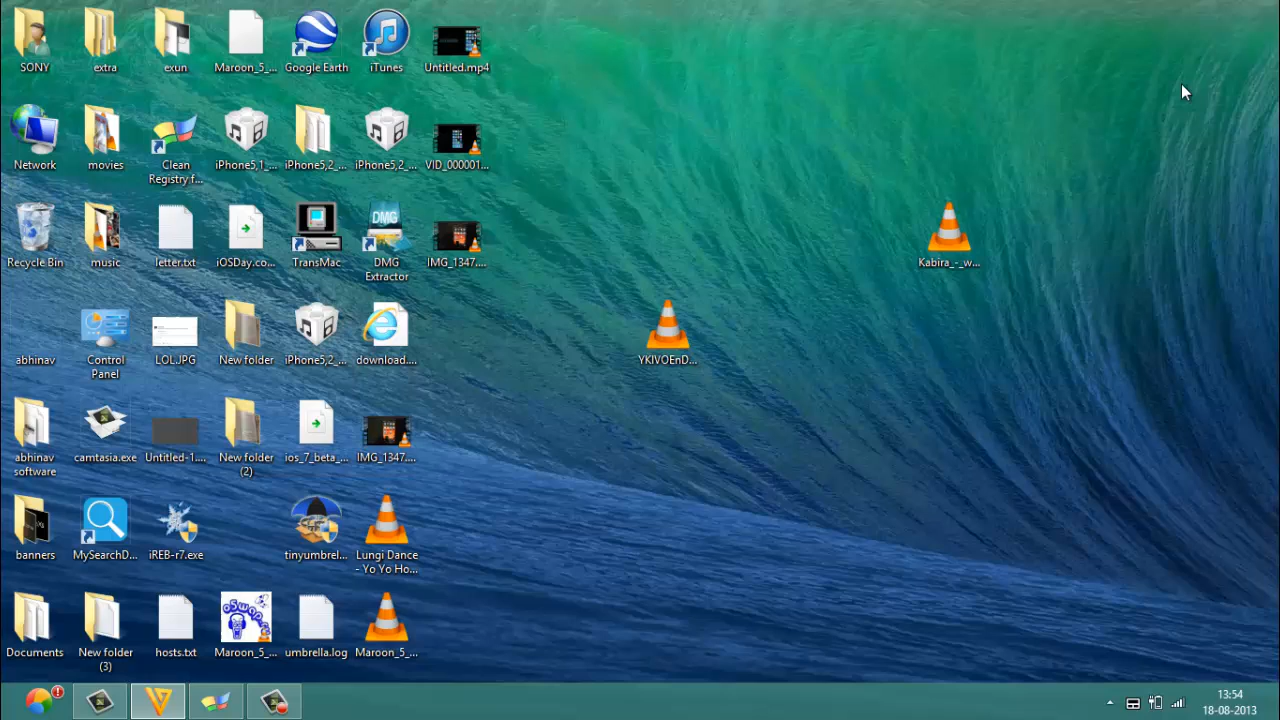 SONY
extra
exun
Maroon_5_...
Google Earth
iTunes
Untitled.mp4
Network
movies
Clean
Registry.f...
iPhone5,1_...
iPhone5,2_...
iPhone5,2_...
VID_000001...
Recycle Bin
music
letter.txt
iOSDay.co...
TransMac
DMG
DMG
Extractor
IMG_1347....
Kabira_-_w...
abhinav
Control
Panel
LOL.JPG
New folder
iPhone5,2_...
download....
YKIVOEnD...
abhinav
software
camtasia.exe
Untitled-1....
New folder
(2)
ios_7_beta_...
IMG_1347....
banners
MySearchD...
iREB-r7.exe
tinyumbrel...
Lungi Dance
- Yo Yo Ho...
Documents
New folder
(3)
hosts.txt
Maroon_5_...
umbrella.log
Maroon_5_...
13:54
18-08-2013